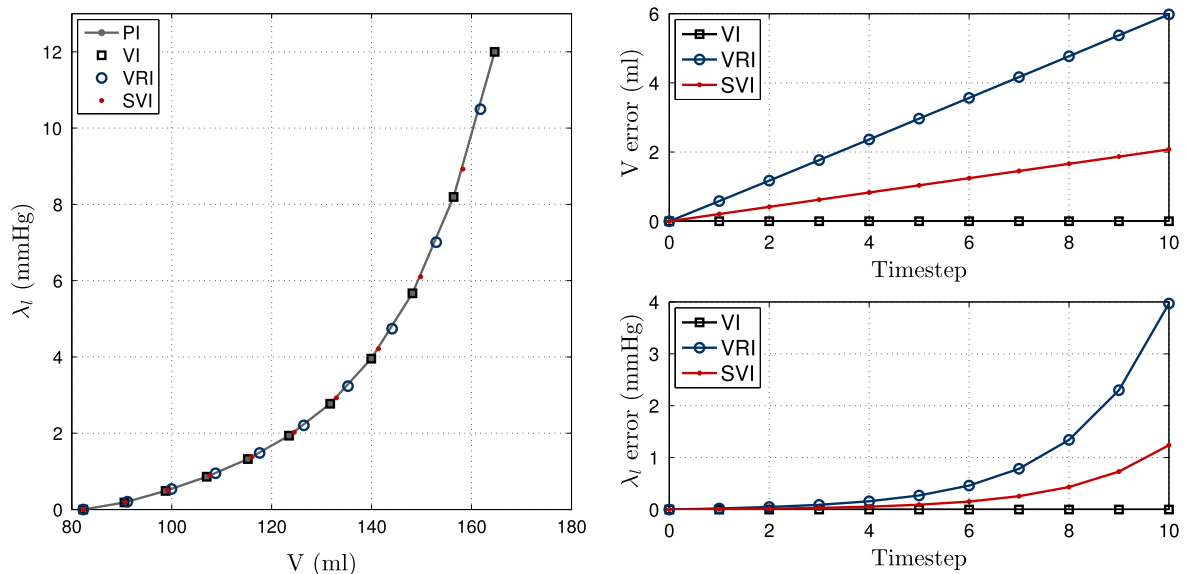 PI
VI
VRI
SVI
12
10
8
6
4
2
0
80 100 120 140 160 180
λl (mmHg)
V (ml)
VI
VRI
SVI
6
4
2
0
0 2 4 6 8 10
V error (ml)
Timestep
VI
VRI
SVI
4
3
2
1
0
0 2 4 6 8 10
λl error (mmHg)
Timestep